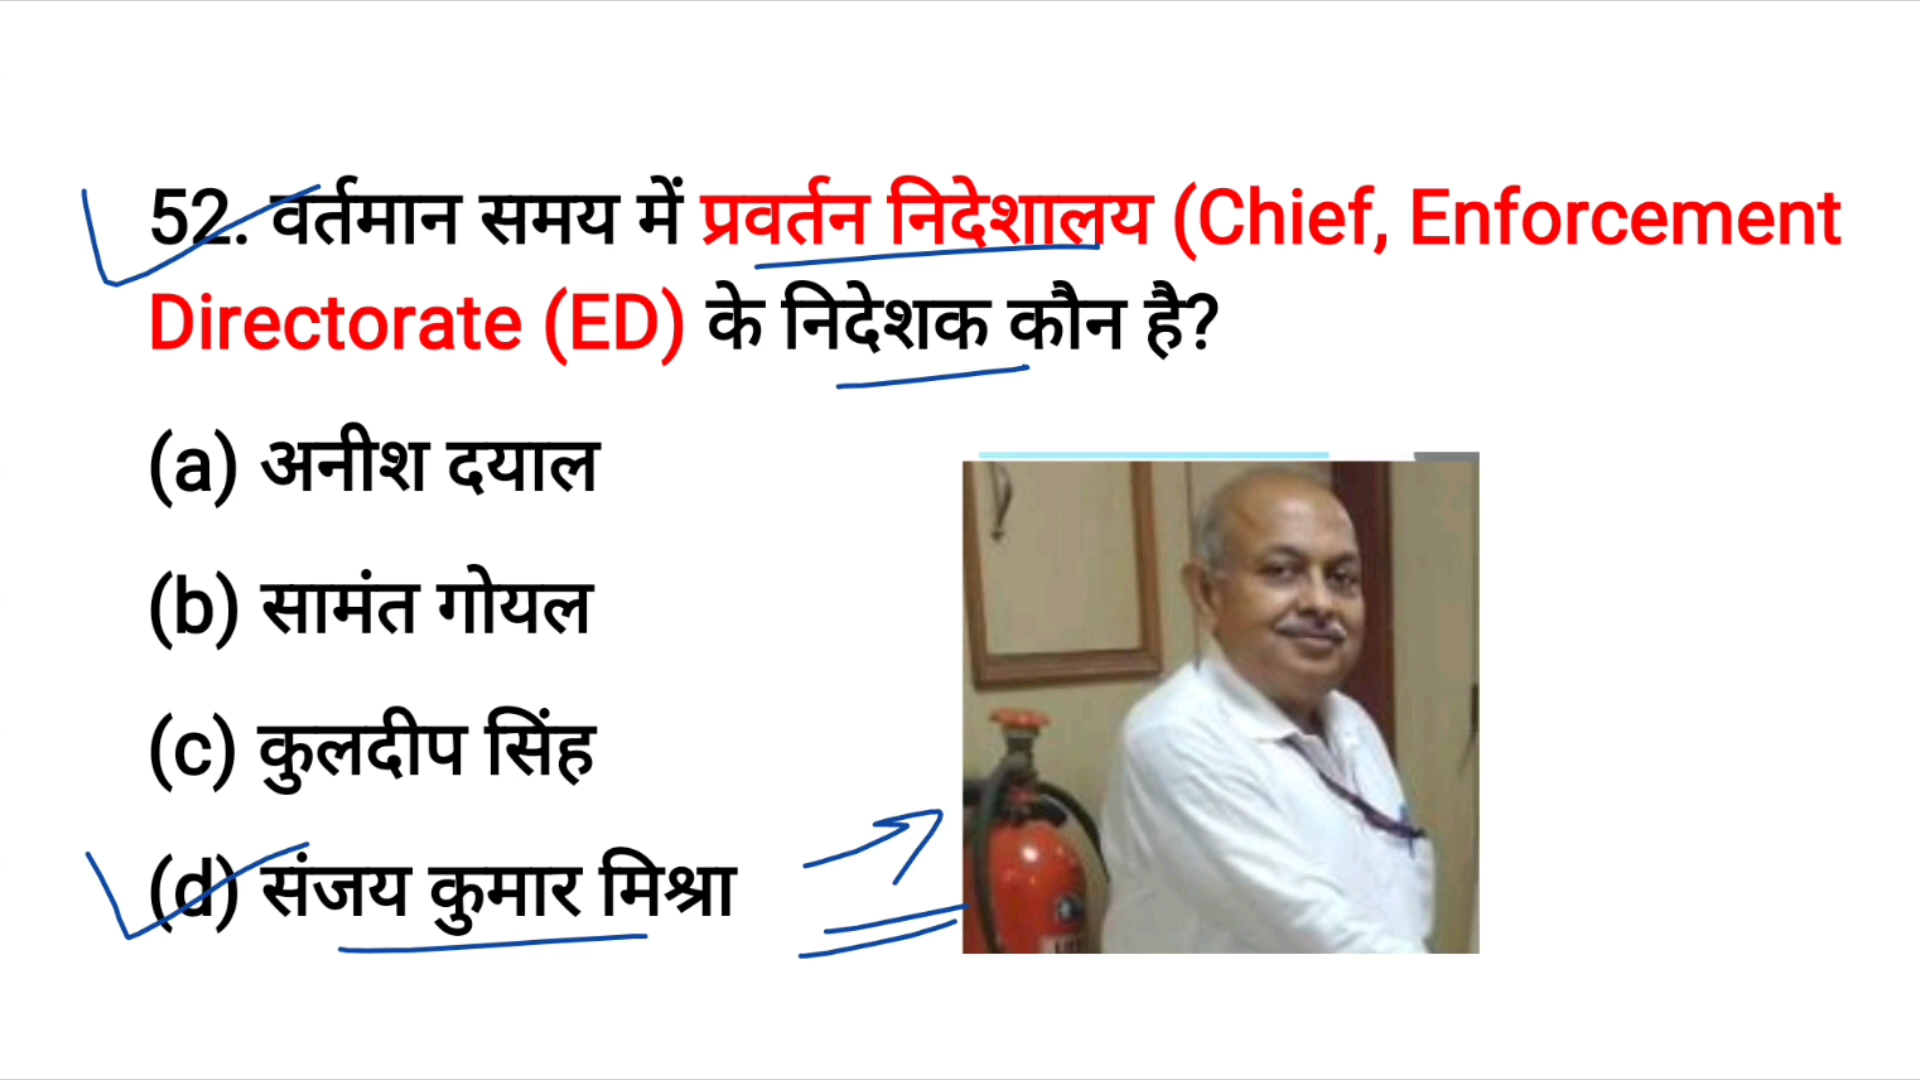 52. वर्तमान समय में प्रवर्तन निदेशालय (Chief, Enforcement
Directorate (ED) के निदेशक कौन है?
(a) अनीश दयाल
(b) सामंत गोयल
(c) कुलदीप सिंह
(d) संजय कुमार मिश्रा